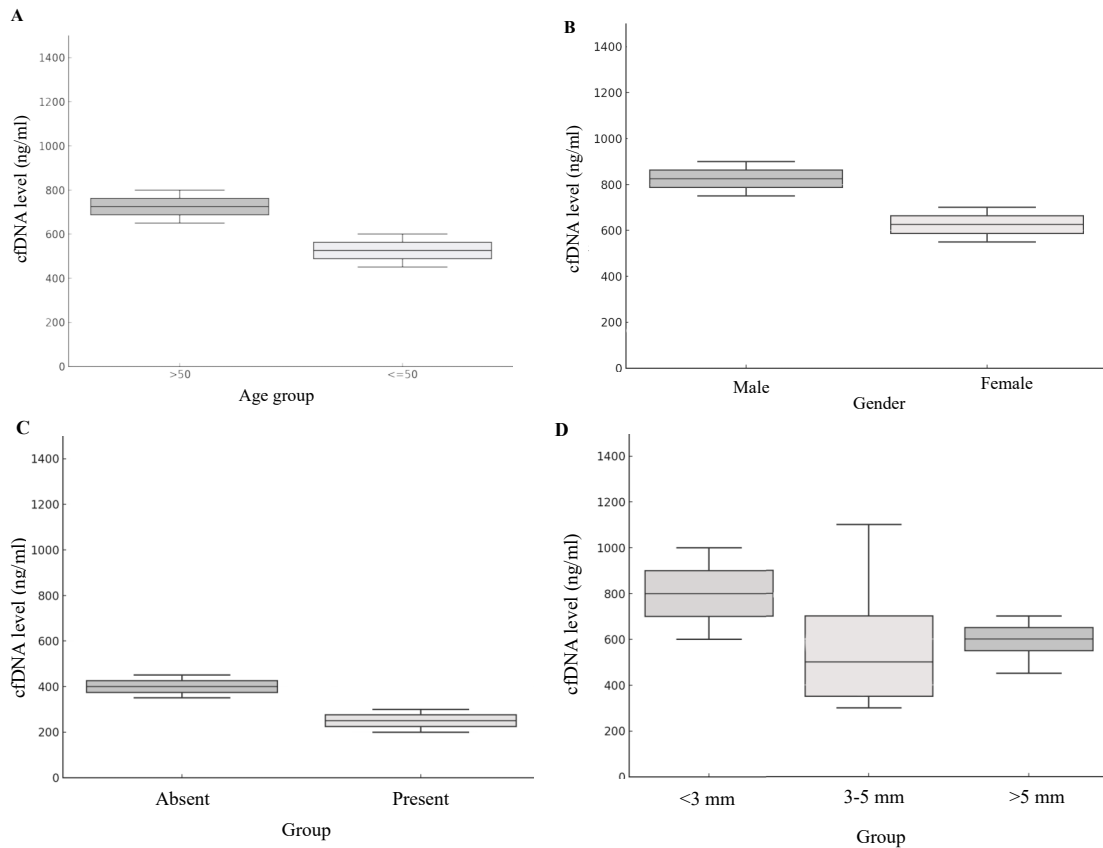 A
cfDNA level (ng/ml)
1400
1200
1000
800
600
400
200
0
>50
<=50
Age group
B
cfDNA level (ng/ml)
1400
1200
1000
800
600
400
200
0
Male
Female
Gender
C
cfDNA level (ng/ml)
1400
1200
1000
800
600
400
200
0
Absent
Present
Group
D
cfDNA level (ng/ml)
1400
1200
1000
800
600
400
200
0
<3 mm
3-5 mm
>5 mm
Group